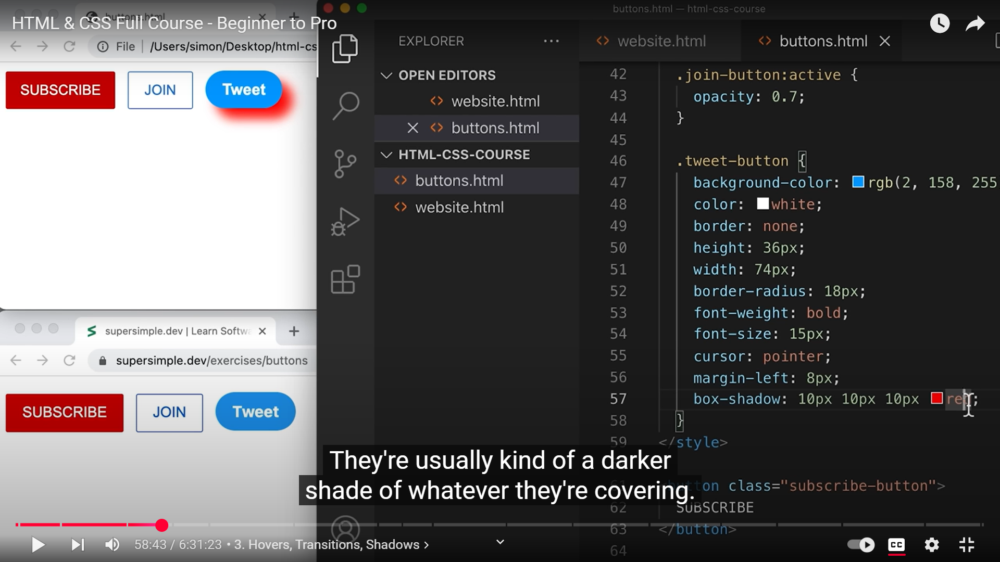 HTML & CSS Full Course - Beginner to Pro
buttons.html
File | /Users/simon/Desktop/html-cs
SUBSCRIBE
JOIN
Tweet
supersimple.dev | Learn Softwa
supersimple.dev/exercises/buttons
SUBSCRIBE
JOIN
Tweet
buttons.html — html-css-course
EXPLORER
OPEN EDITORS
website.html
buttons.html
HTML-CSS-COURSE
buttons.html
website.html
website.html
buttons.html
42 .join-button:active {
43 opacity: 0.7;
44 }
45
46 .tweet-button {
47 background-color: rgb(2, 158, 255
48 color: white;
49 border: none;
50 height: 36px;
51 width: 74px;
52 border-radius: 18px;
53 font-weight: bold;
54 font-size: 15px;
55 cursor: pointer;
56 margin-left: 8px;
57 box-shadow: 10px 10px 10px red;
58 }
59 </style>
class="subscribe-button">
62 SUBSCRIBE
63 </button>
64
They're usually kind of a darker
shade of whatever they're covering.
58:43 / 6:31:23 • 3. Hovers, Transitions, Shadows
CC